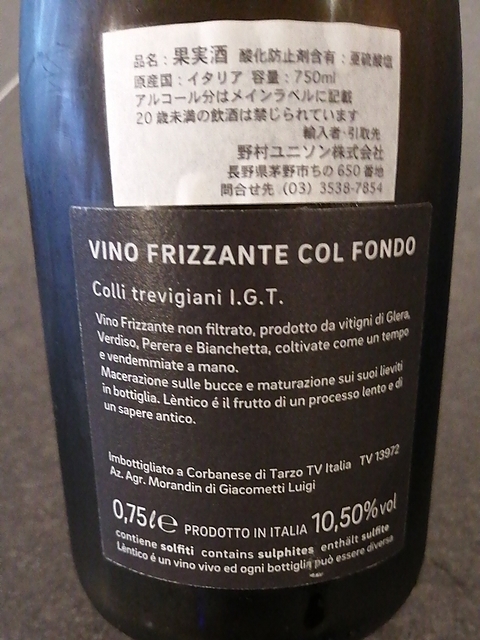 品名：果実酒 酸化防止剤含有：亜硫酸塩
原産国：イタリア 容量：750ml
アルコール分はメインラベルに記載
20歳未満の飲酒は禁じられています
輸入者・引取先
野村ユニソン株式会社
長野県茅野市ちの650番地
問合せ先 (03) 3538-7854
VINO FRIZZANTE COL FONDO
Colli trevigiani I.G.T.
Vino Frizzante non filtrato, prodotto da vitigni di Glera,
Verdiso, Perera e Bianchetta, coltivate come un tempo
e vendemmiate a mano.
Macerazione sulle bucce e maturazione sui suoi lieviti
in bottiglia. Lèntico é il frutto di un processo lento e di
un sapere antico.
Imbottigliato a Corbanese di Tarzo TV Italia TV 13972
Az. Agr. Morandin di Giacometti Luigi
0,75ℓ℮ PRODOTTO IN ITALIA 10,50%vol
contiene solfiti contains sulphites enthält sulfite
Lèntico é un vino vivo ed ogni bottiglia può essere diversa